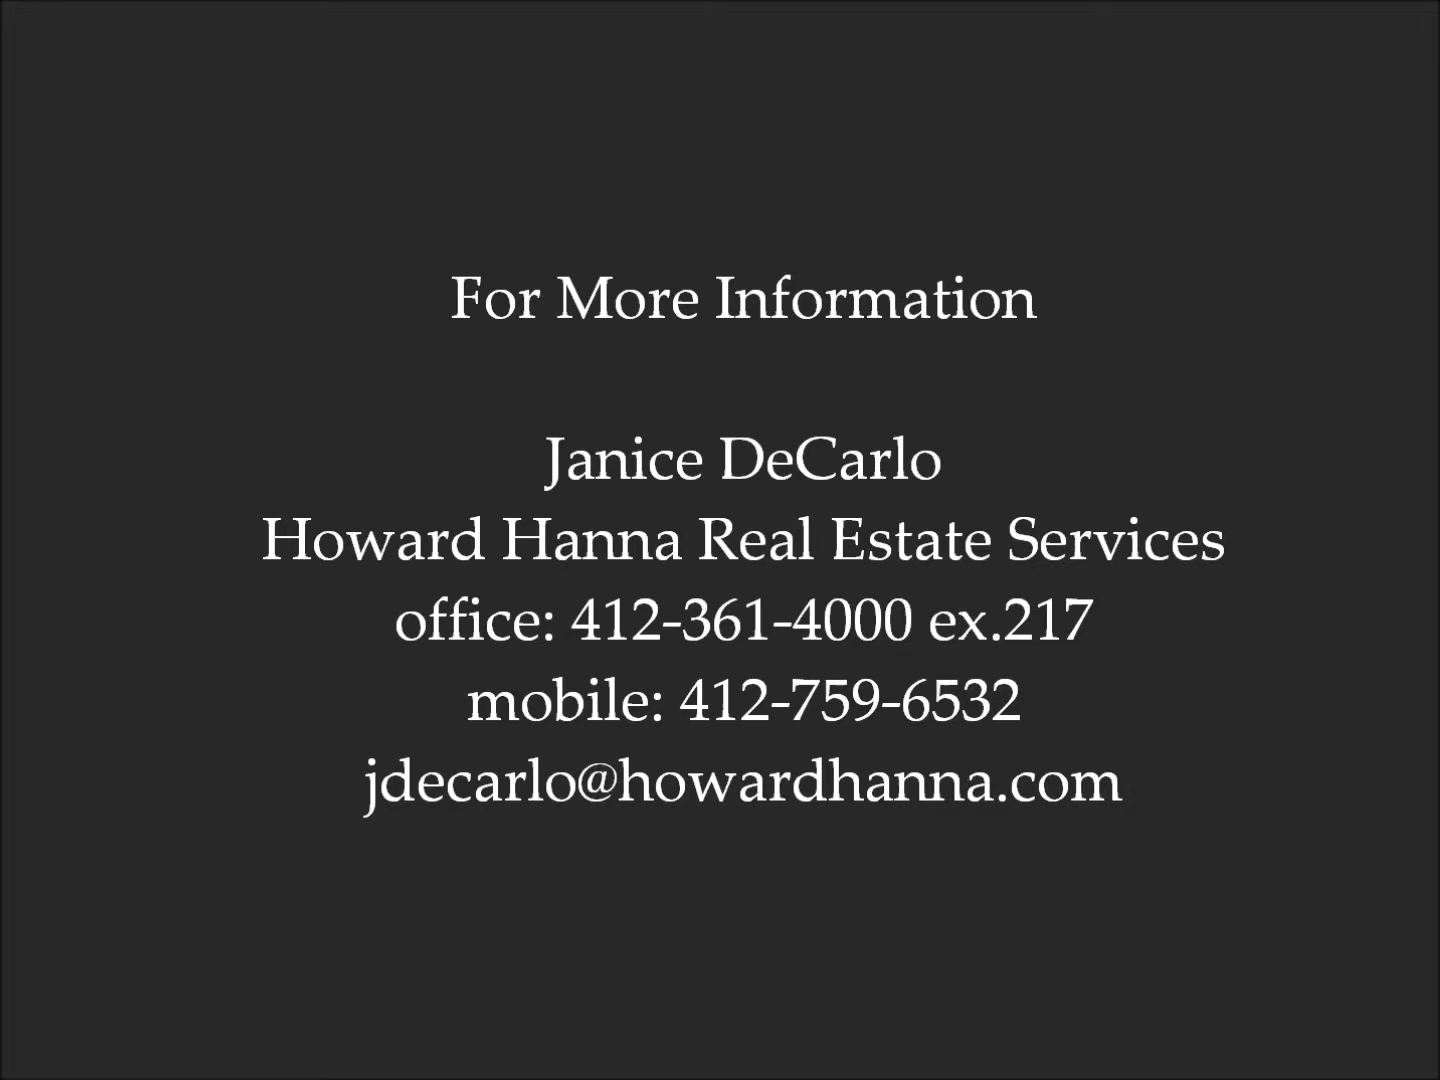 For More Information
Janice DeCarlo
Howard Hanna Real Estate Services
office: 412-361-4000 ex.217
mobile: 412-759-6532
jdecarlo@howardhanna.com